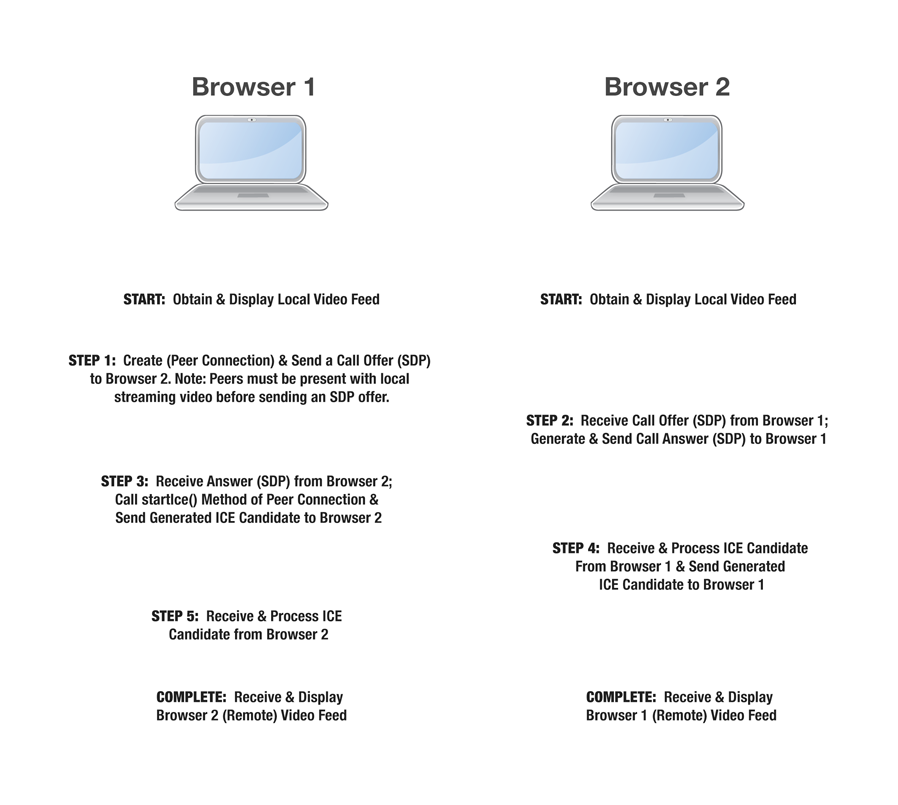 Browser 1
Browser 2
START: Obtain & Display Local Video Feed
START: Obtain & Display Local Video Feed
STEP 1: Create (Peer Connection) & Send a Call Offer (SDP)
to Browser 2. Note: Peers must be present with local
streaming video before sending an SDP offer.
STEP 2: Receive Call Offer (SDP) from Browser 1;
Generate & Send Call Answer (SDP) to Browser 1
STEP 3: Receive Answer (SDP) from Browser 2;
Call startIce() Method of Peer Connection &
Send Generated ICE Candidate to Browser 2
STEP 4: Receive & Process ICE Candidate
From Browser 1 & Send Generated
ICE Candidate to Browser 1
STEP 5: Receive & Process ICE
Candidate from Browser 2
COMPLETE: Receive & Display
Browser 2 (Remote) Video Feed
COMPLETE: Receive & Display
Browser 1 (Remote) Video Feed